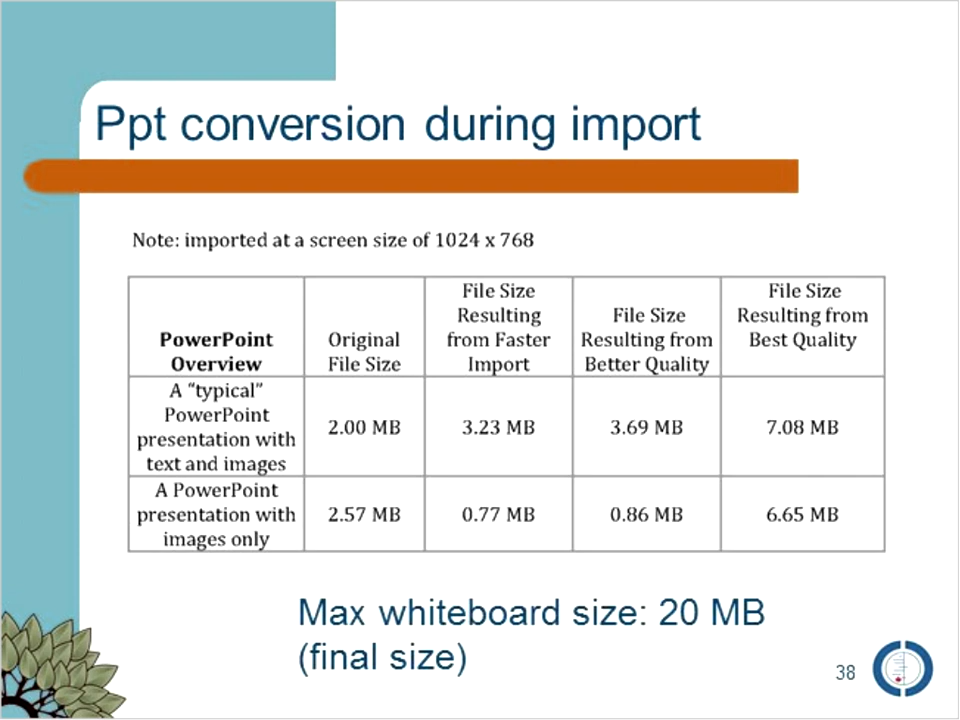 Ppt conversion during import
Note: imported at a screen size of 1024 x 768
PowerPoint
Overview
Original
File Size
File Size
Resulting
from Faster
Import
File Size
Resulting from
Better Quality
File Size
Resulting from
Best Quality
A “typical”
PowerPoint
presentation with
text and images
2.00 MB
3.23 MB
3.69 MB
7.08 MB
A PowerPoint
presentation with
images only
2.57 MB
0.77 MB
0.86 MB
6.65 MB
Max whiteboard size: 20 MB
(final size)
38